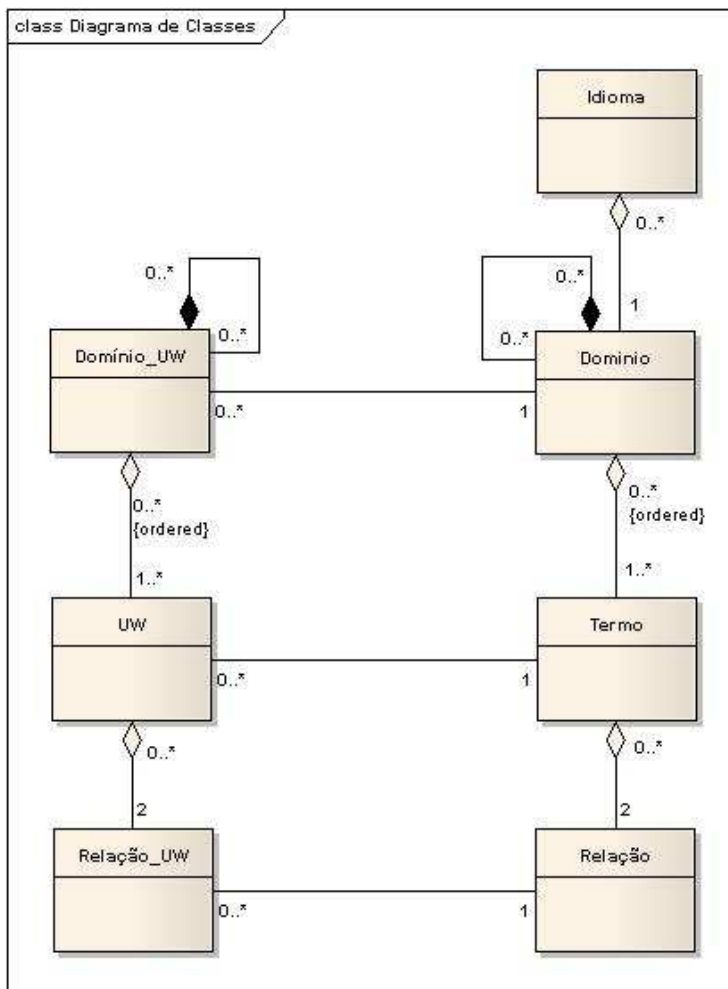 class Diagrama de Classes
Idioma
0..*
1
0..*
0..*
Domínio_UW
0..*
0..*
Dominio
0..*
1
0..*
{ordered}
1..*
0..*
{ordered}
1..*
UW
Termo
0..*
1
0..*
2
0..*
2
Relação_UW
Relação
0..*
1